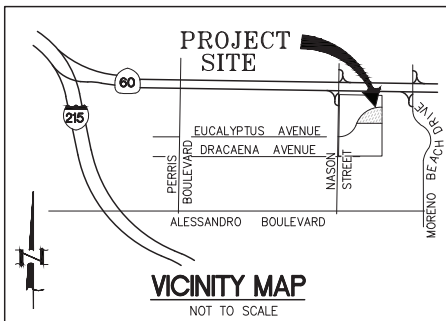 PROJECT
SITE
60
215
EUCALYPTUS AVENUE
DRACAENA AVENUE
PERRIS
BOULEVARD
NASON
STREET
MORENO BEACH DRIVE
ALESSANDRO BOULEVARD
N
VICINITY MAP
NOT TO SCALE